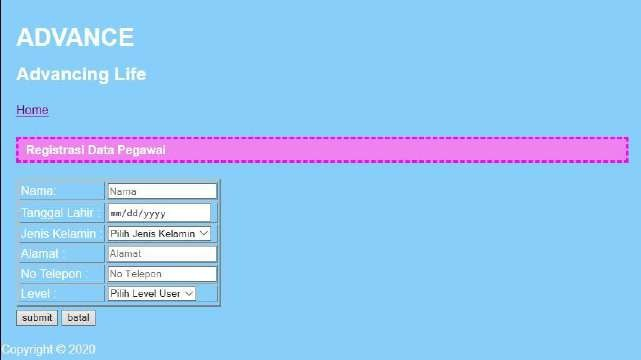 ADVANCE
Advancing Life
Home
Registrasi Data Pegawai
Nama: Nama
Tanggal Lahir : mm/dd/yyyy
Jenis Kelamin : Pilih Jenis Kelamin
Alamat : Alamat
No Telepon : No Telepon
Level : Pilih Level User
submit batal
Copyright © 2020